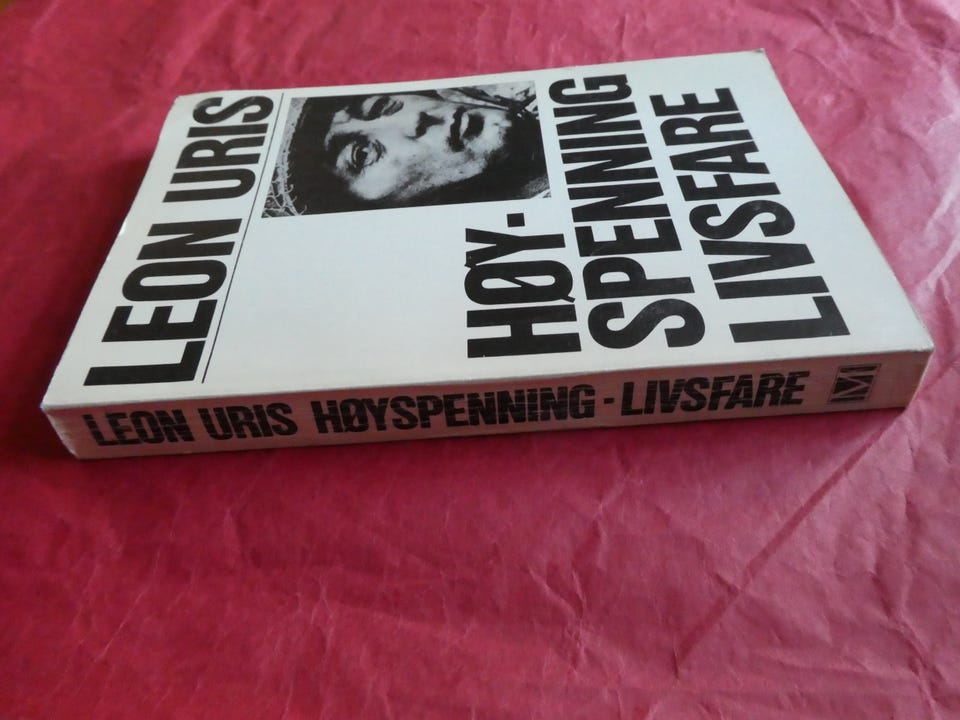 LEON URIS
HØY-
SPENNING
LIVSFARE
LEON URIS HØYSPENNING - LIVSFARE